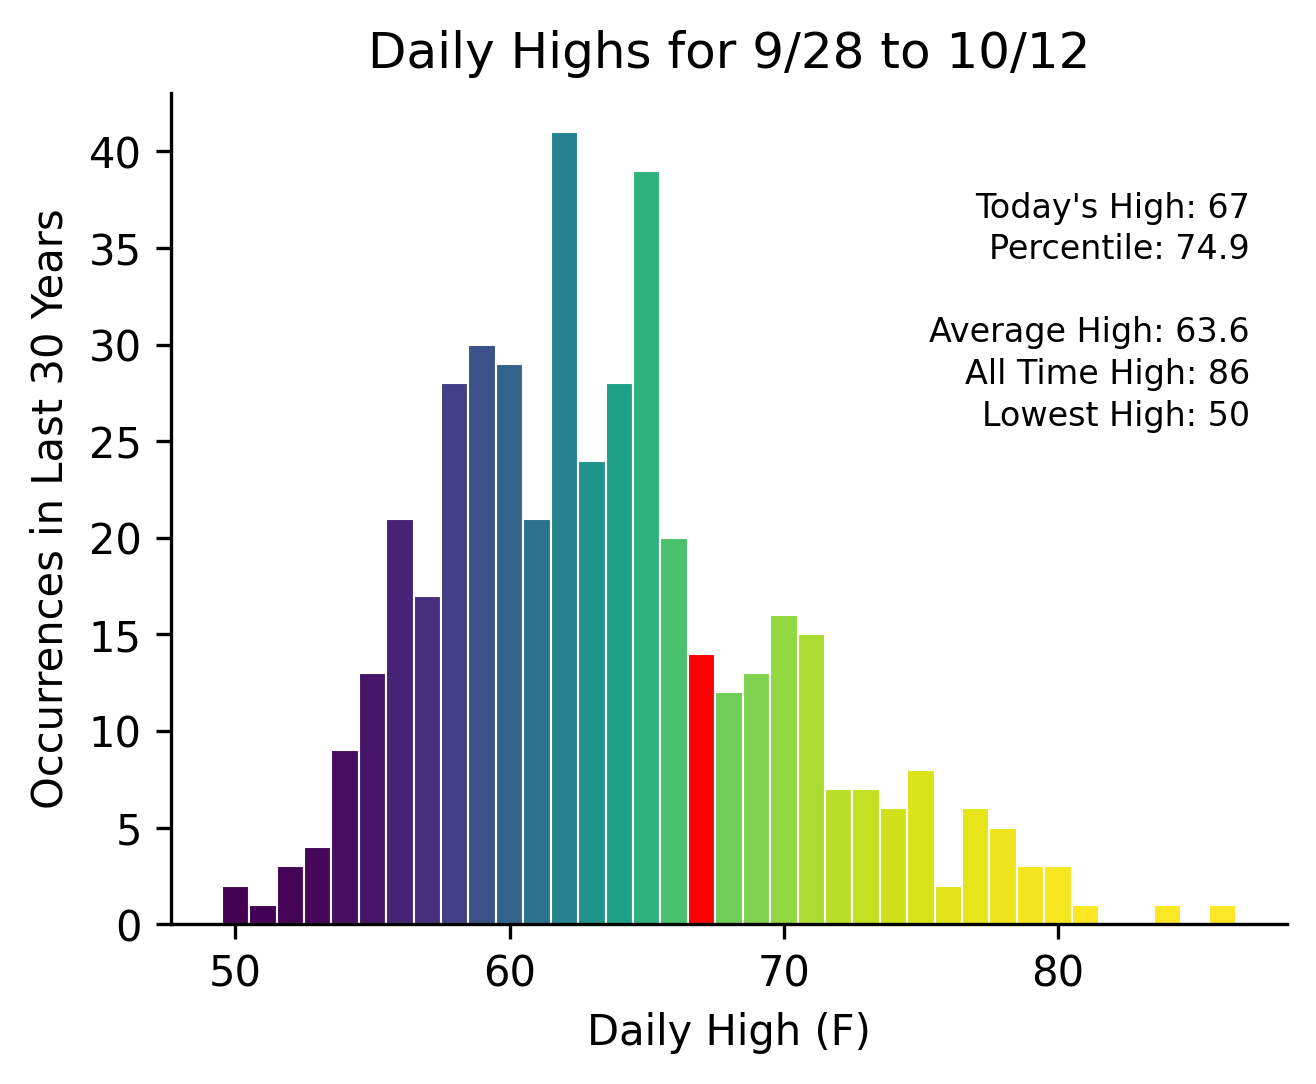 Daily Highs for 9/28 to 10/12
Occurrences in Last 30 Years
40
35
30
25
20
15
10
5
0
Today's High: 67
Percentile: 74.9
Average High: 63.6
All Time High: 86
Lowest High: 50
50 60 70 80
Daily High (F)